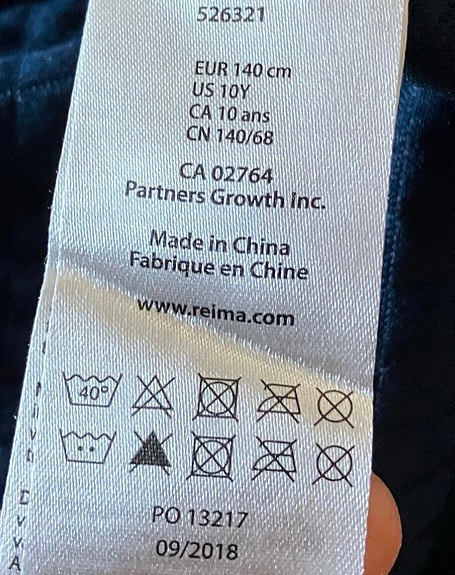 526321
EUR 140 cm
US 10Y
CA 10 ans
CN 140/68
CA 02764
Partners Growth Inc.
Made in China
Fabrique en Chine
www.reima.com
40°
PO 13217
09/2018